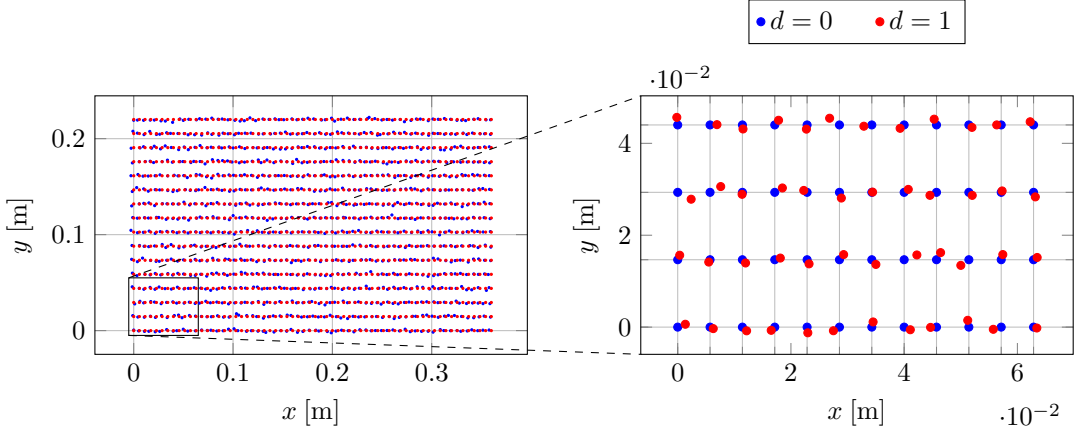 d = 0 d = 1
·10⁻²
0.2
0.1
0
y [m]
0 0.1 0.2 0.3
x [m]
4
2
0
y [m]
0 2 4 6
x [m]
·10⁻²